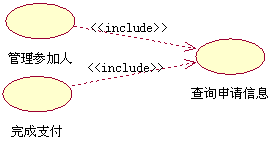 <<include>>
管理参加人
<<include>>
查询申请信息
完成支付